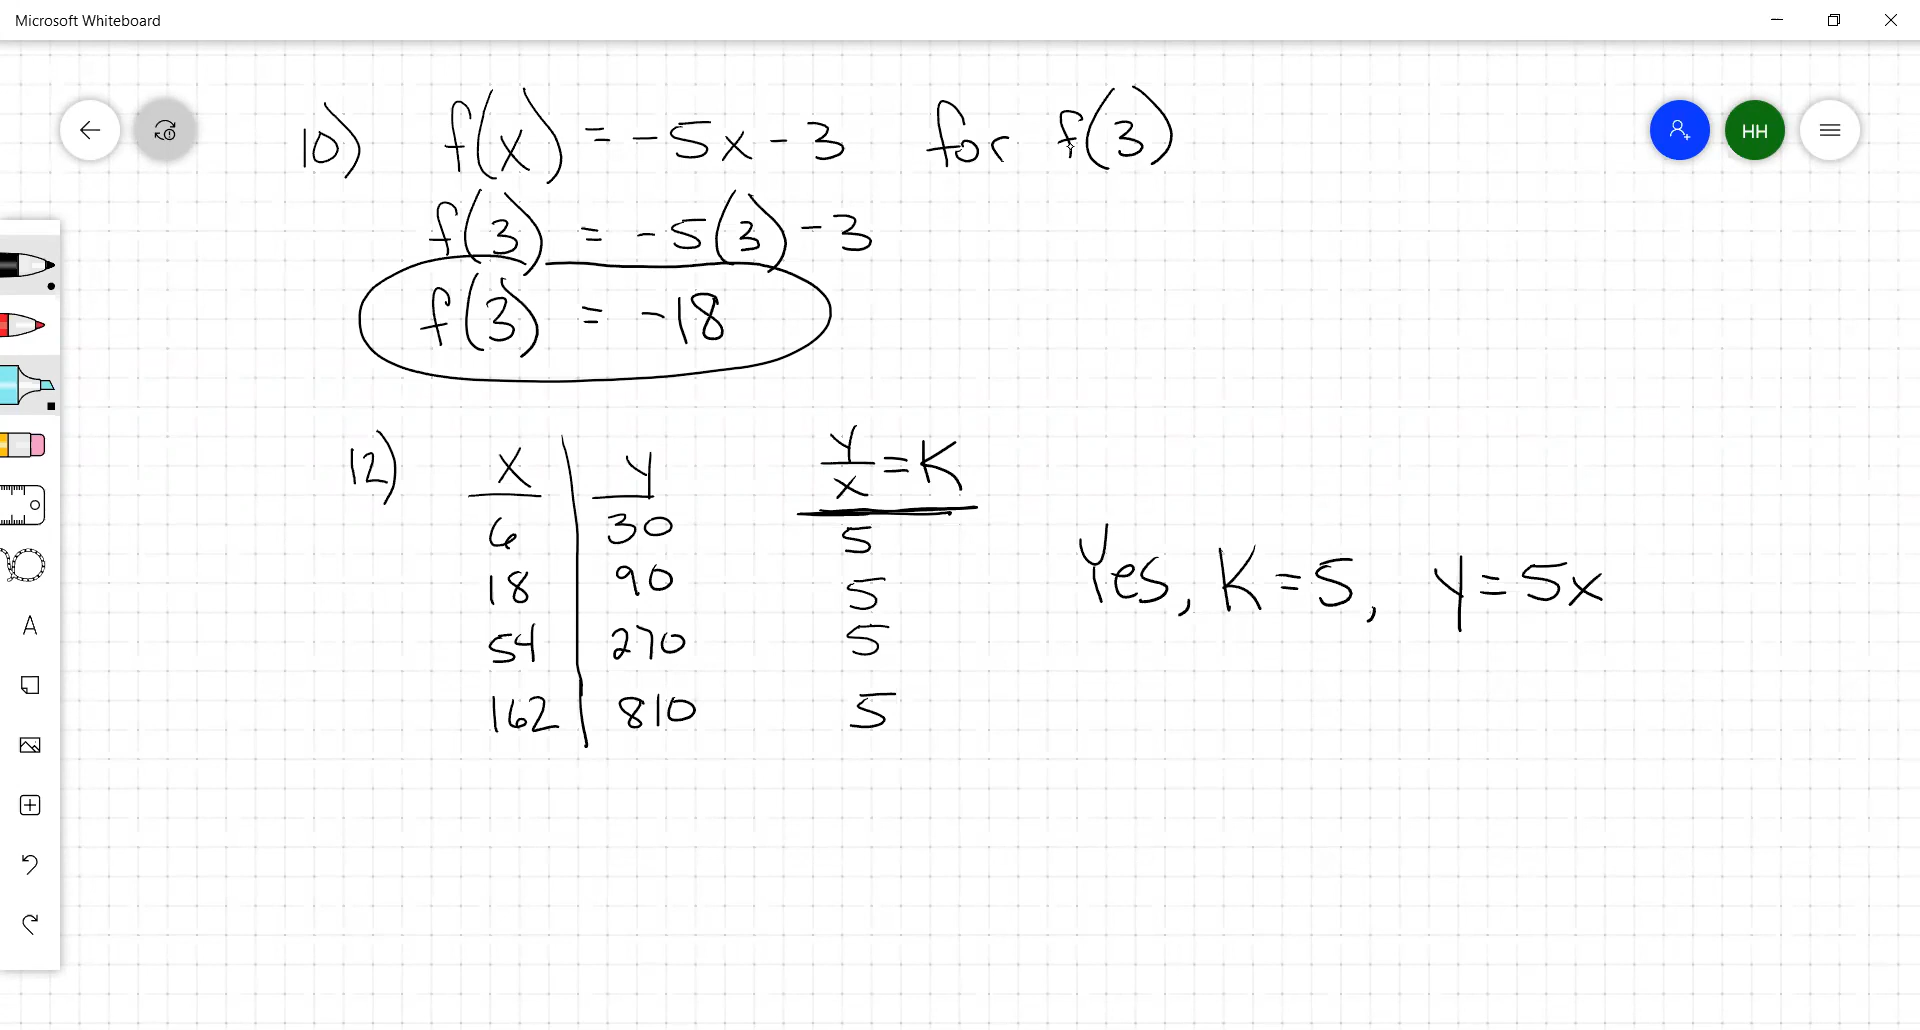 Microsoft Whiteboard
HH
10) f(x) = -5x - 3 for f(3)
f(3) = -5(3) - 3
f(3) = -18
12) X | Y   Y/X = K
6 | 30   5
18 | 90   5
Yes, K = 5, Y = 5x
54 | 270   5
162 | 810   5
A